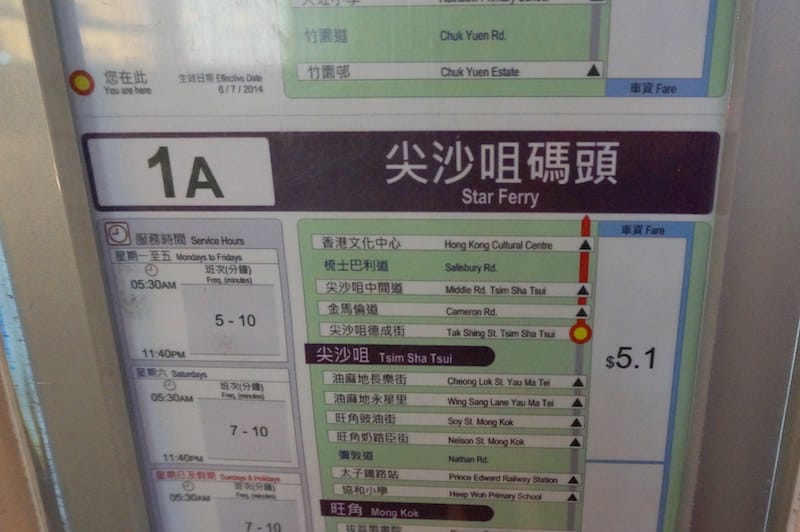 Rainbow Primary School
竹園道 Chuk Yuen Rd.
竹園邨 Chuk Yuen Estate
您在此
You are here
生效日期 Effective Date
6 / 7 / 2014
車資 Fare
1A
尖沙咀碼頭
Star Ferry
服務時間 Service Hours
星期一至五 Mondays to Fridays
班次(分鐘)
Freq. (minutes)
05:30AM
5 - 10
11:40PM
星期六 Saturdays
班次(分鐘)
Freq. (minutes)
05:30AM
7 - 10
11:40PM
星期日及假期 Sundays & Holidays
班次(分鐘)
Freq. (minutes)
05:30AM
7 - 10
車資 Fare
香港文化中心 Hong Kong Cultural Centre
梳士巴利道 Salisbury Rd.
尖沙咀中間道 Middle Rd. Tsim Sha Tsui
金馬倫道 Cameron Rd.
尖沙咀德成街 Tak Shing St. Tsim Sha Tsui
尖沙咀 Tsim Sha Tsui
油麻地長樂街 Cheong Lok St. Yau Ma Tei
油麻地永星里 Wing Sang Lane Yau Ma Tei
旺角豉油街 Soy St. Mong Kok
旺角奶路臣街 Nelson St. Mong Kok
彌敦道 Nathan Rd.
太子鐵路站 Prince Edward Railway Station
協和小學 Heep Woh Primary School
旺角 Mong Kok
$5.1